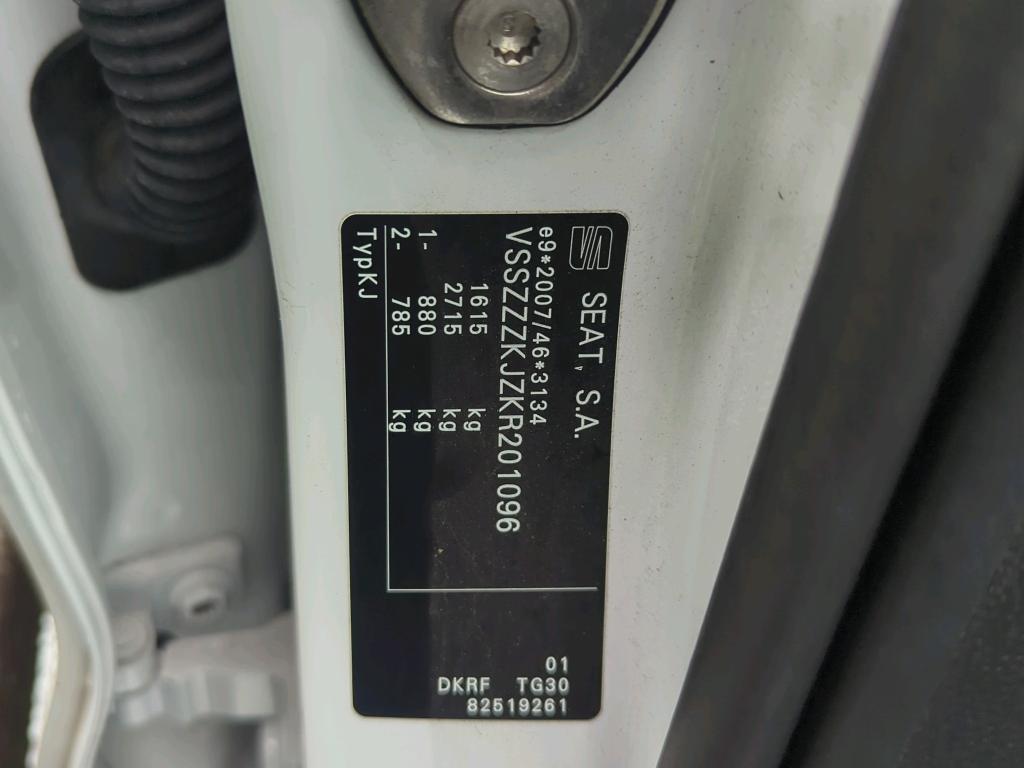 SEAT, S.A.
e9*2007/46*3134
VSSZZZKJZKR201096
1615 kg
2715 kg
1- 880 kg
2- 785 kg
TypKJ
01
DKRF TG30
82519261